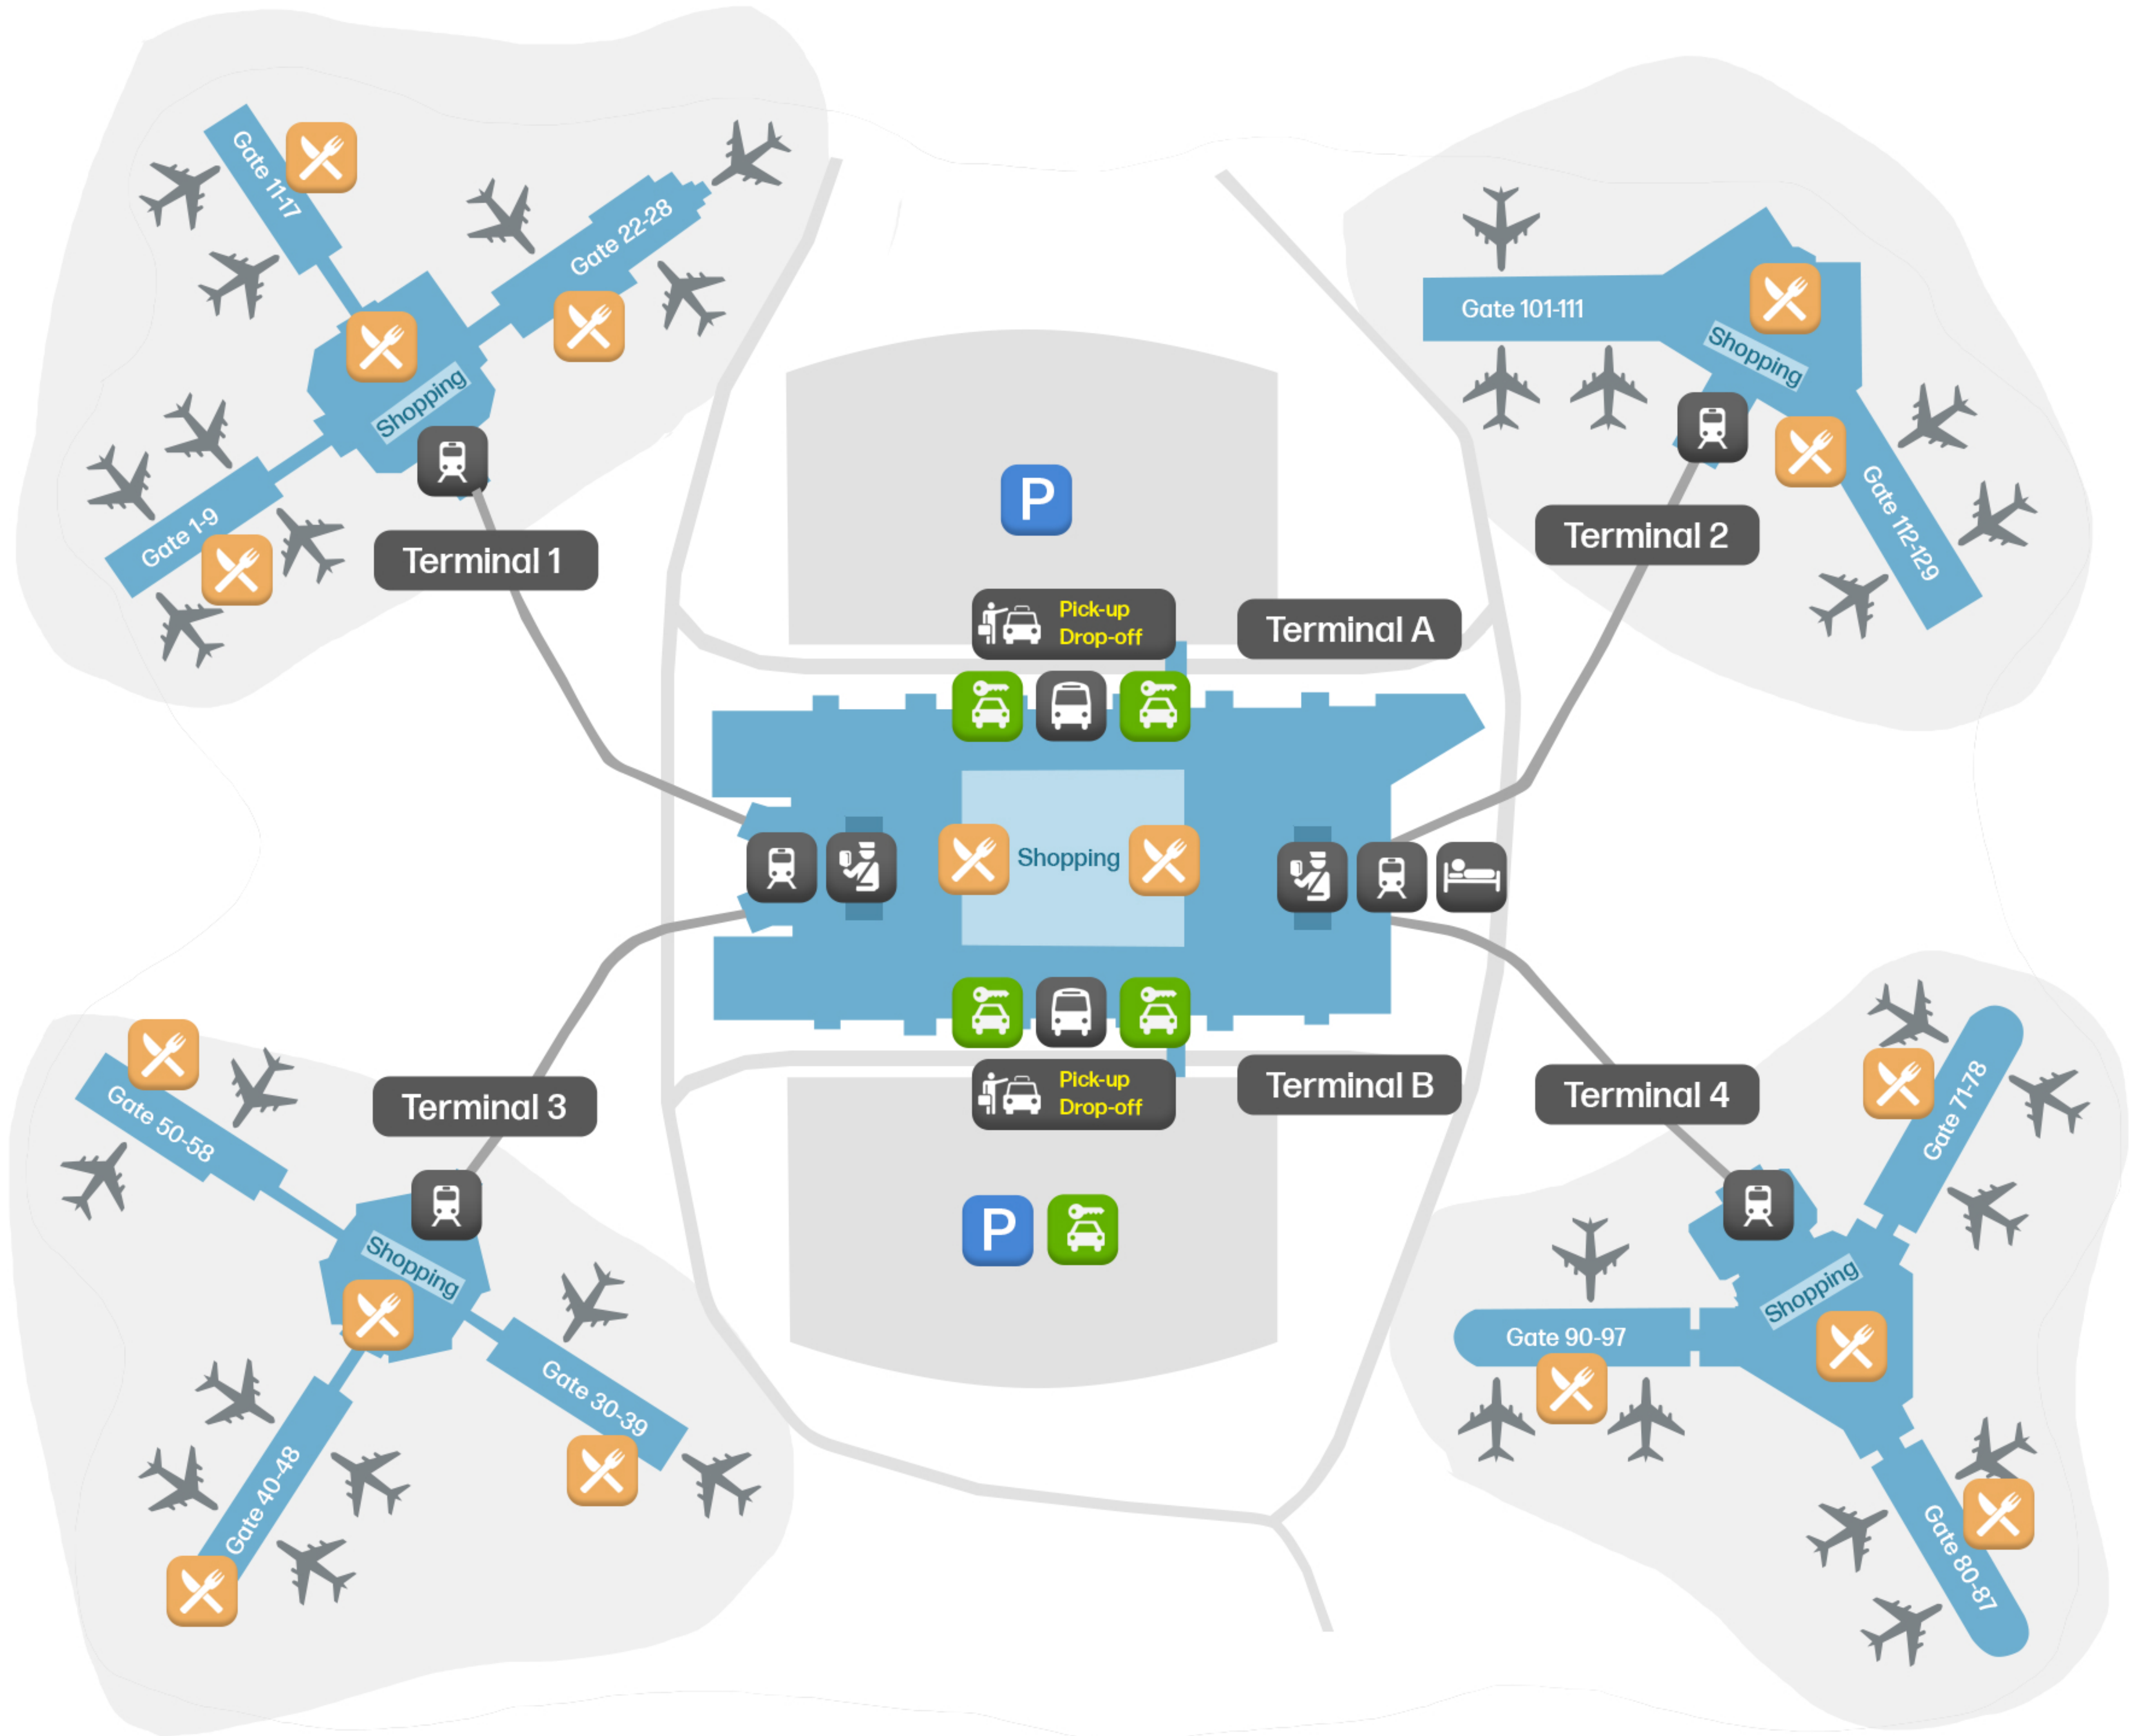 Gate 11-17
Gate 22-28
Shopping
Gate 1-9
Terminal 1
Gate 101-111
Shopping
Gate 112-129
Terminal 2
P
Pick-up
Drop-off
Terminal A
Shopping
Pick-up
Drop-off
Terminal B
P
Terminal 3
Gate 50-58
Shopping
Gate 30-39
Gate 40-48
Terminal 4
Gate 71-78
Shopping
Gate 90-97
Gate 80-87